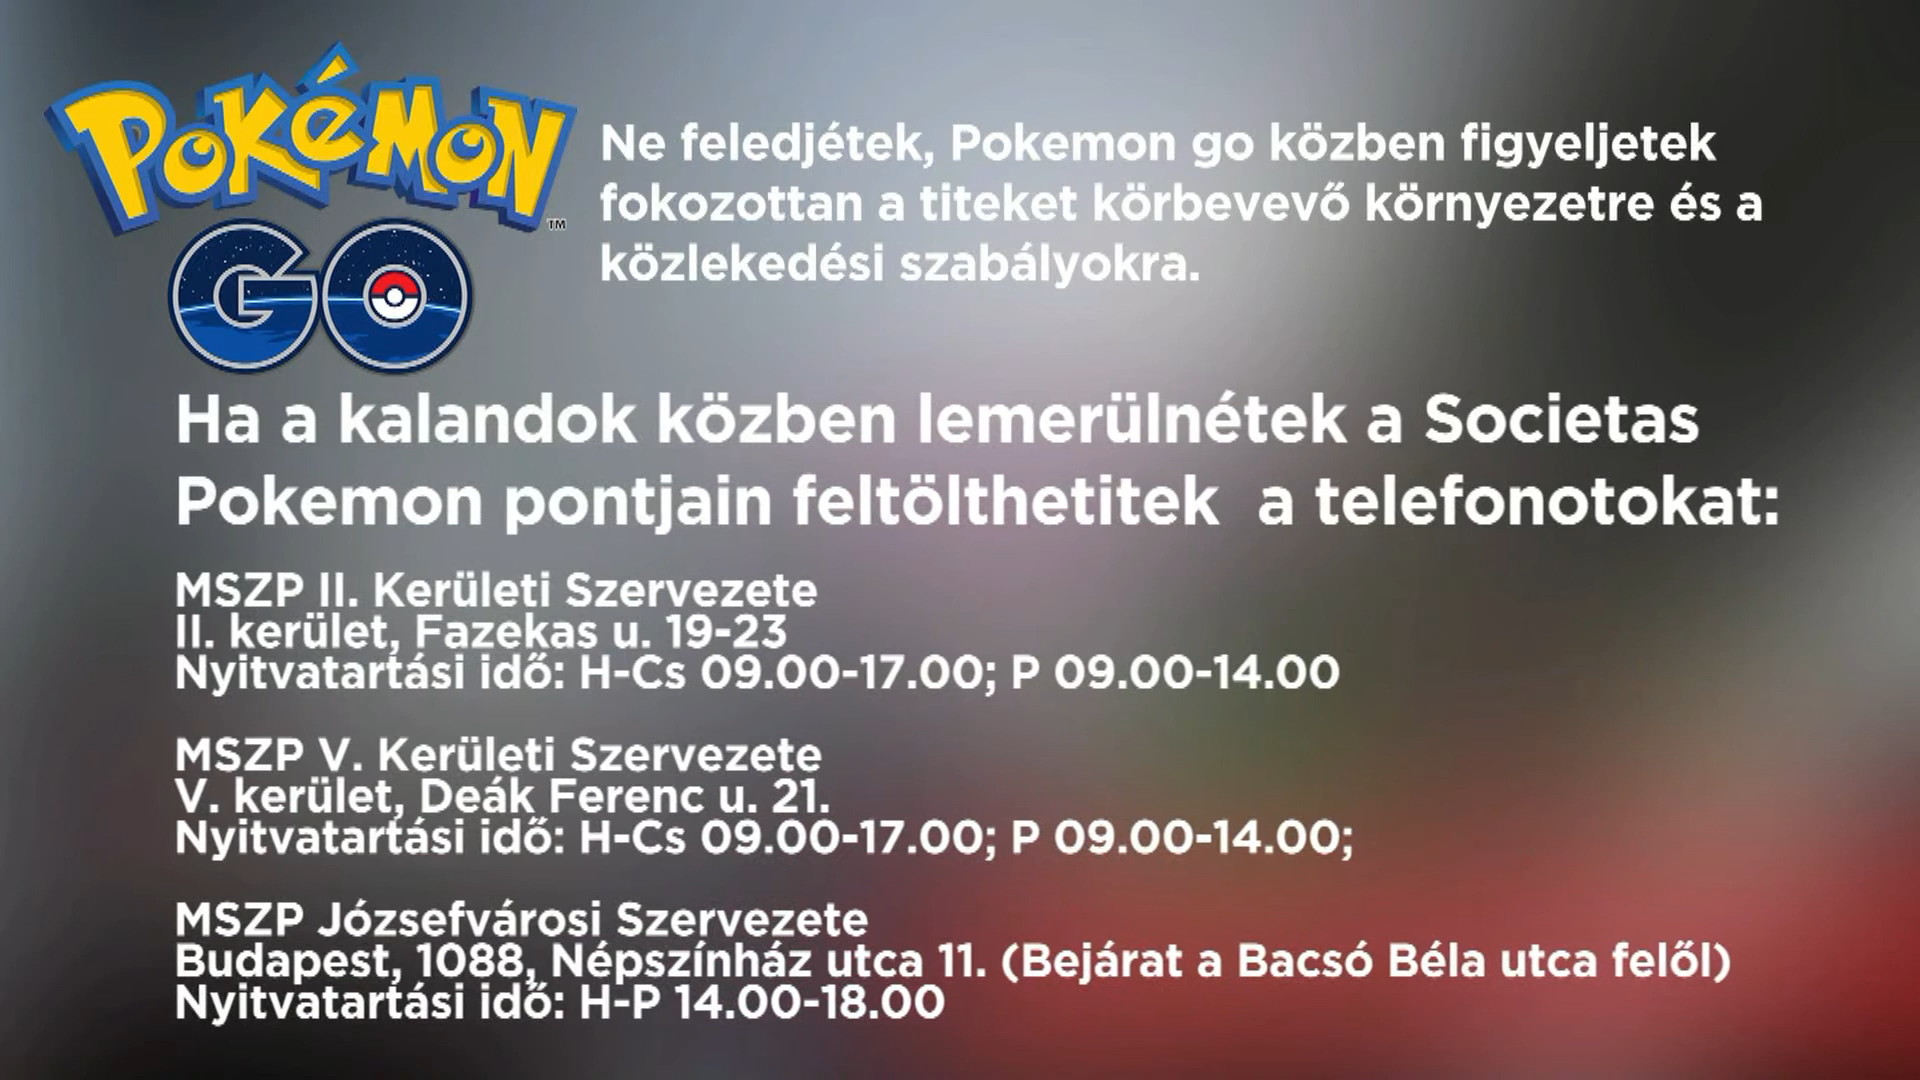 POKéMON
™
GO
Ne feledjétek, Pokemon go közben figyeljetek
fokozottan a titeket körbevevő környezetre és a
közlekedési szabályokra.
Ha a kalandok közben lemerülnétek a Societas
Pokemon pontjain feltölthetitek a telefonotokat:
MSZP II. Kerületi Szervezete
II. kerület, Fazekas u. 19-23
Nyitvatartási idő: H-Cs 09.00-17.00; P 09.00-14.00
MSZP V. Kerületi Szervezete
V. kerület, Deák Ferenc u. 21.
Nyitvatartási idő: H-Cs 09.00-17.00; P 09.00-14.00;
MSZP Józsefvárosi Szervezete
Budapest, 1088, Népszínház utca 11. (Bejárat a Bacsó Béla utca felől)
Nyitvatartási idő: H-P 14.00-18.00